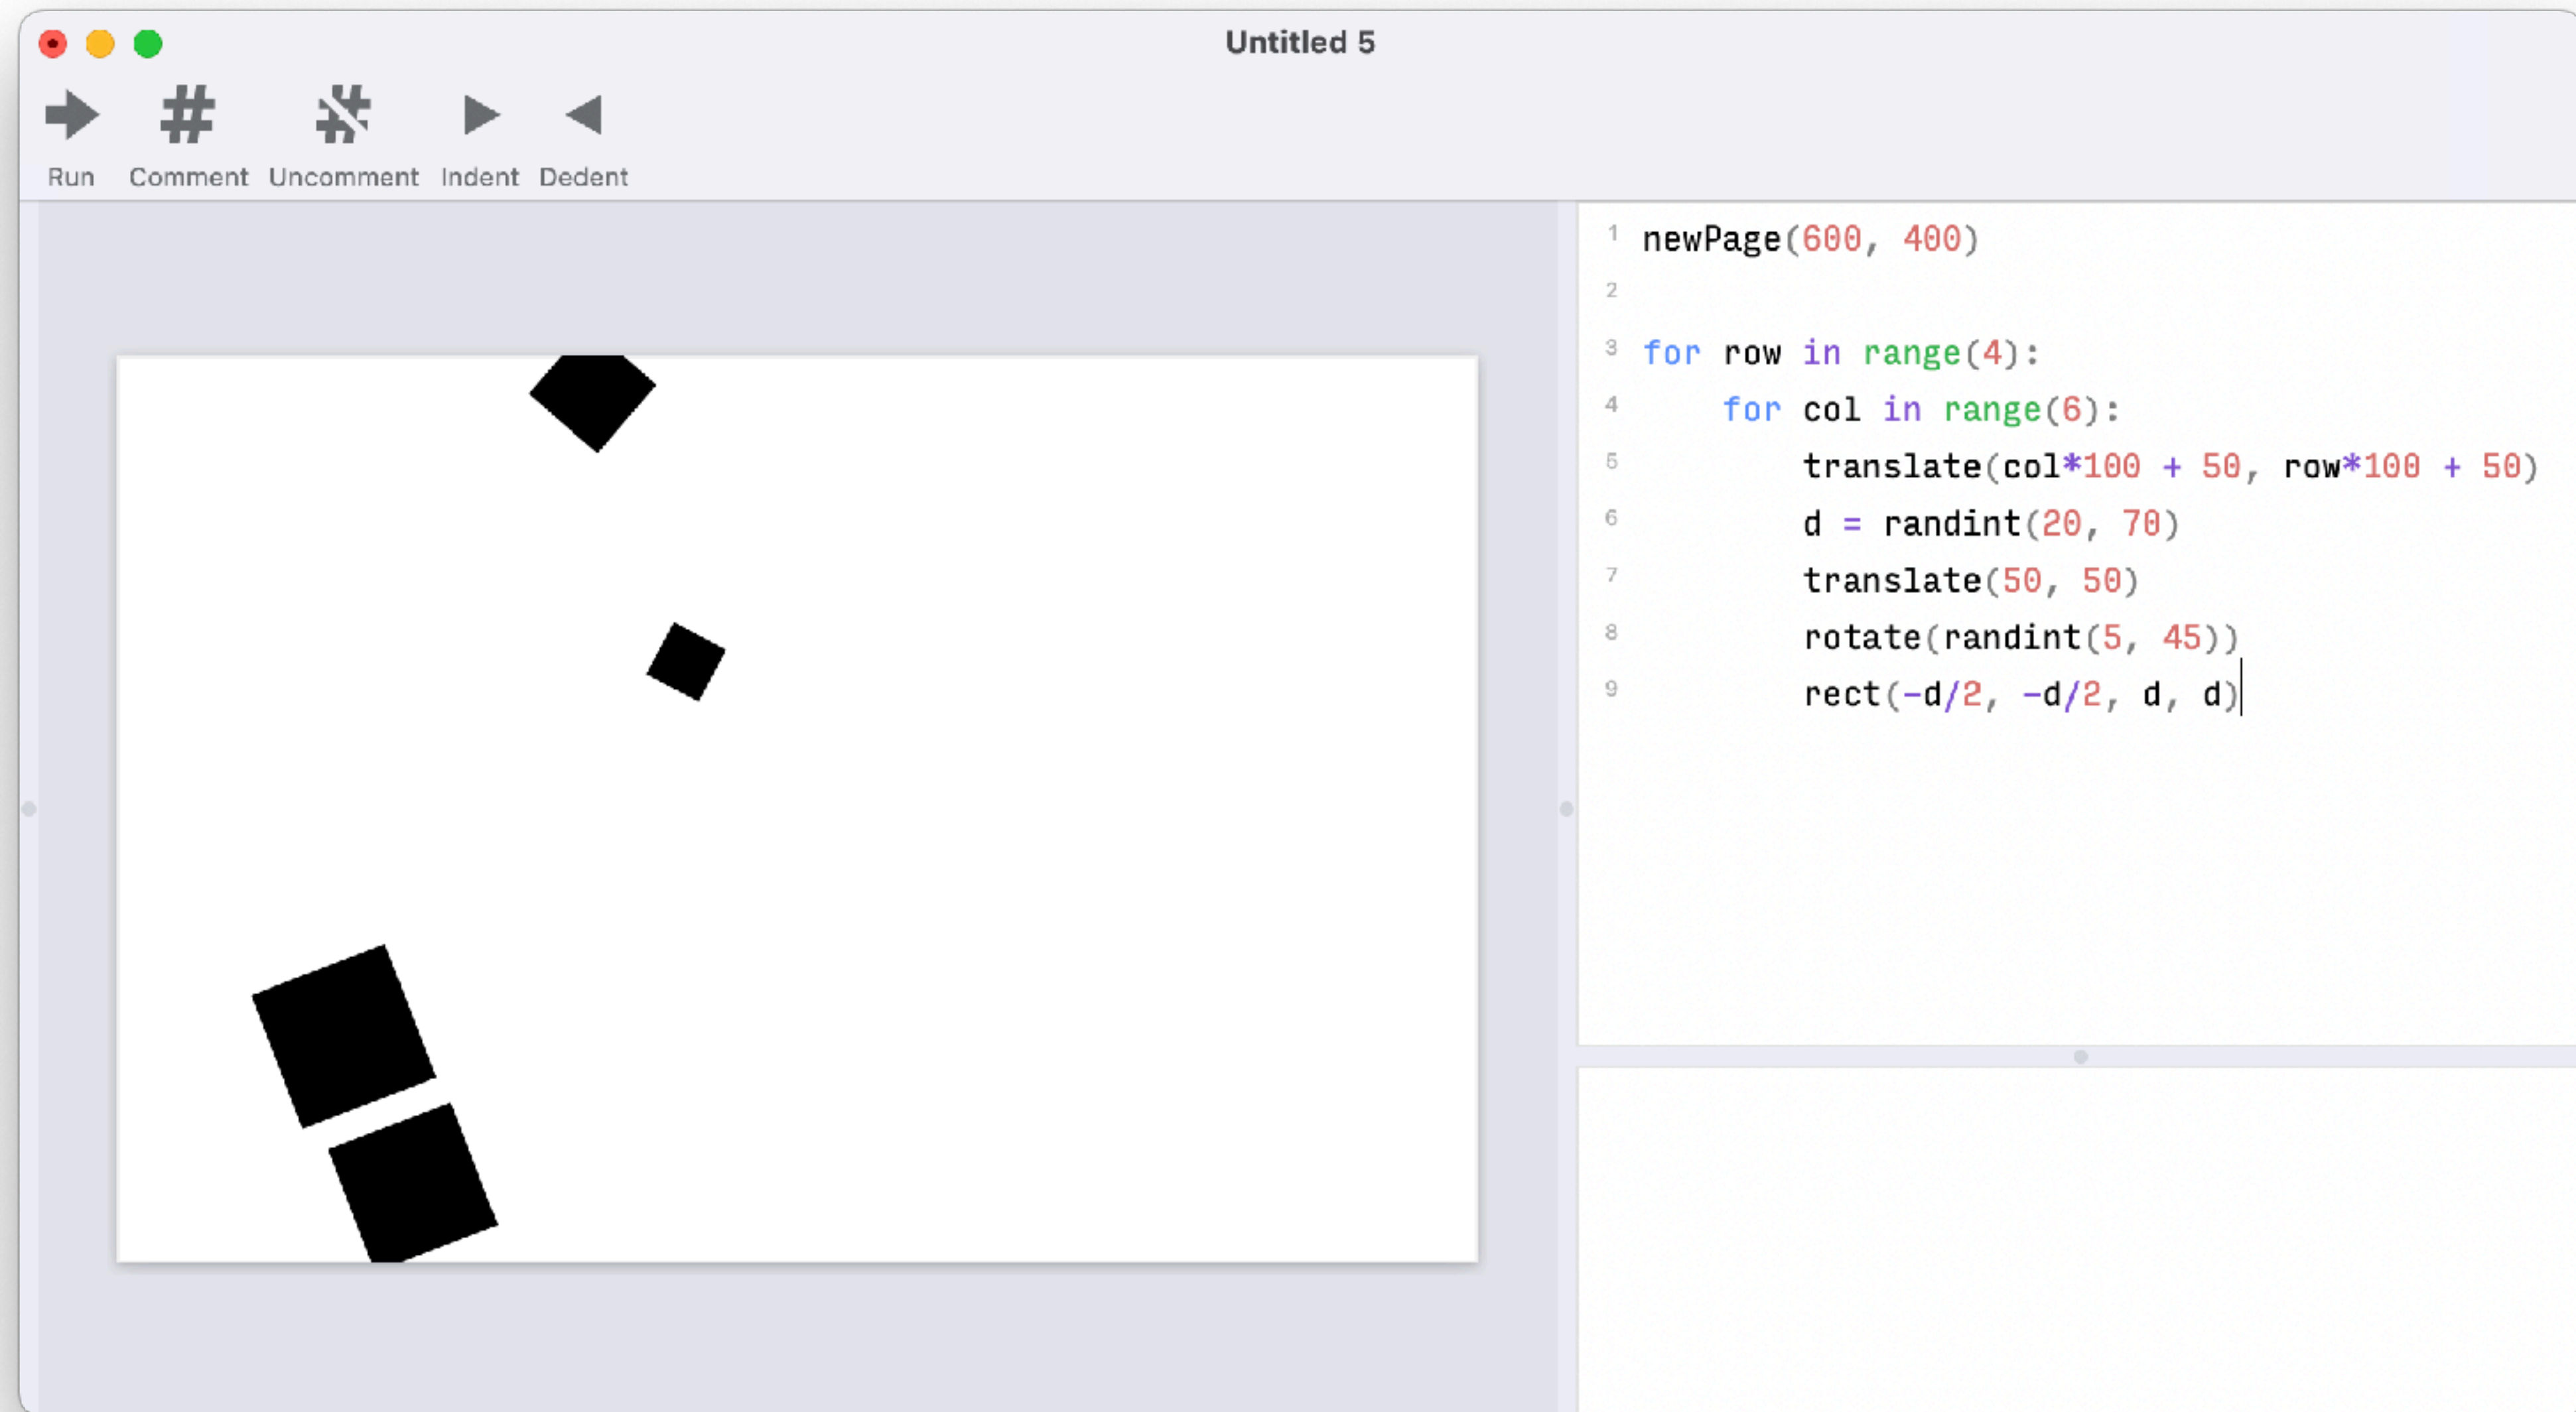 Untitled 5
Run Comment Uncomment Indent Dedent
1 newPage(600, 400)
2
3 for row in range(4):
4     for col in range(6):
5         translate(col*100 + 50, row*100 + 50)
6         d = randint(20, 70)
7         translate(50, 50)
8         rotate(randint(5, 45))
9         rect(-d/2, -d/2, d, d)